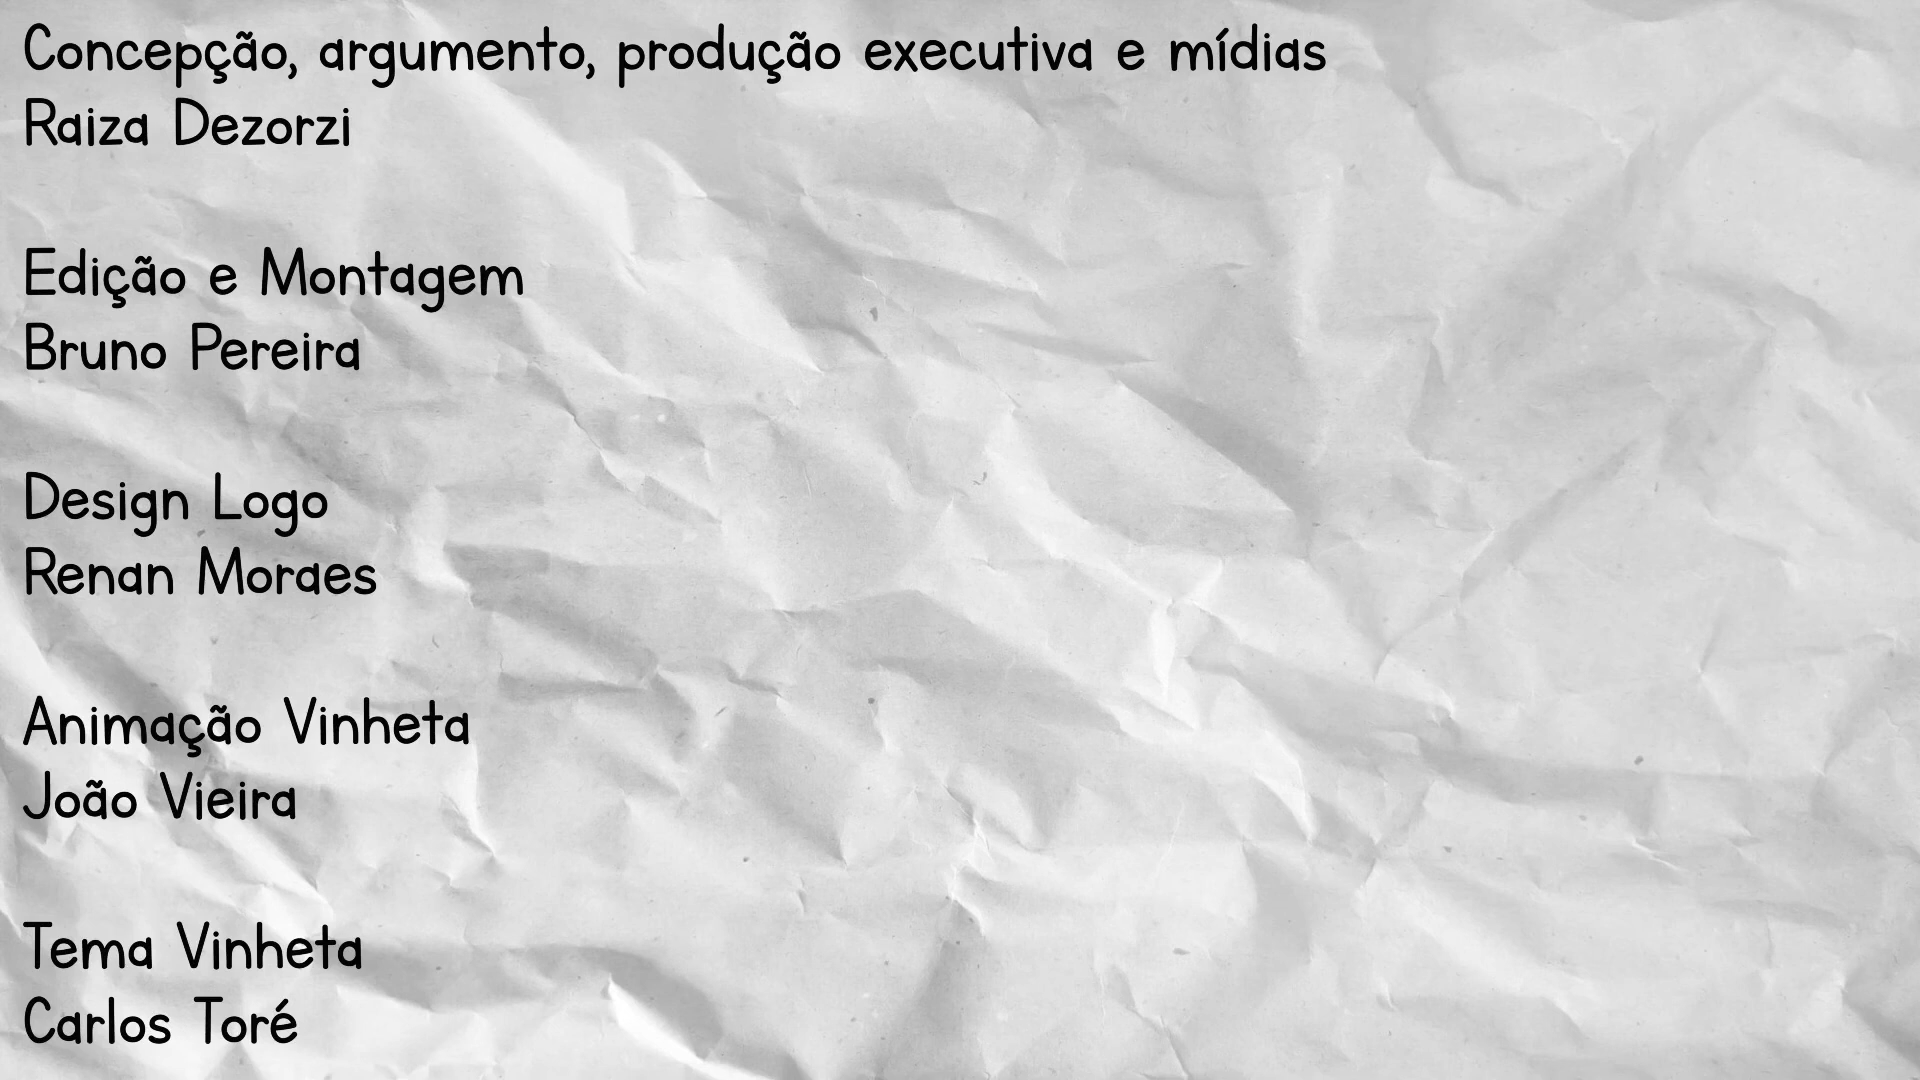 Concepção, argumento, produção executiva e mídias
Raiza Dezorzi
Edição e Montagem
Bruno Pereira
Design Logo
Renan Moraes
Animação Vinheta
João Vieira
Tema Vinheta
Carlos Toré